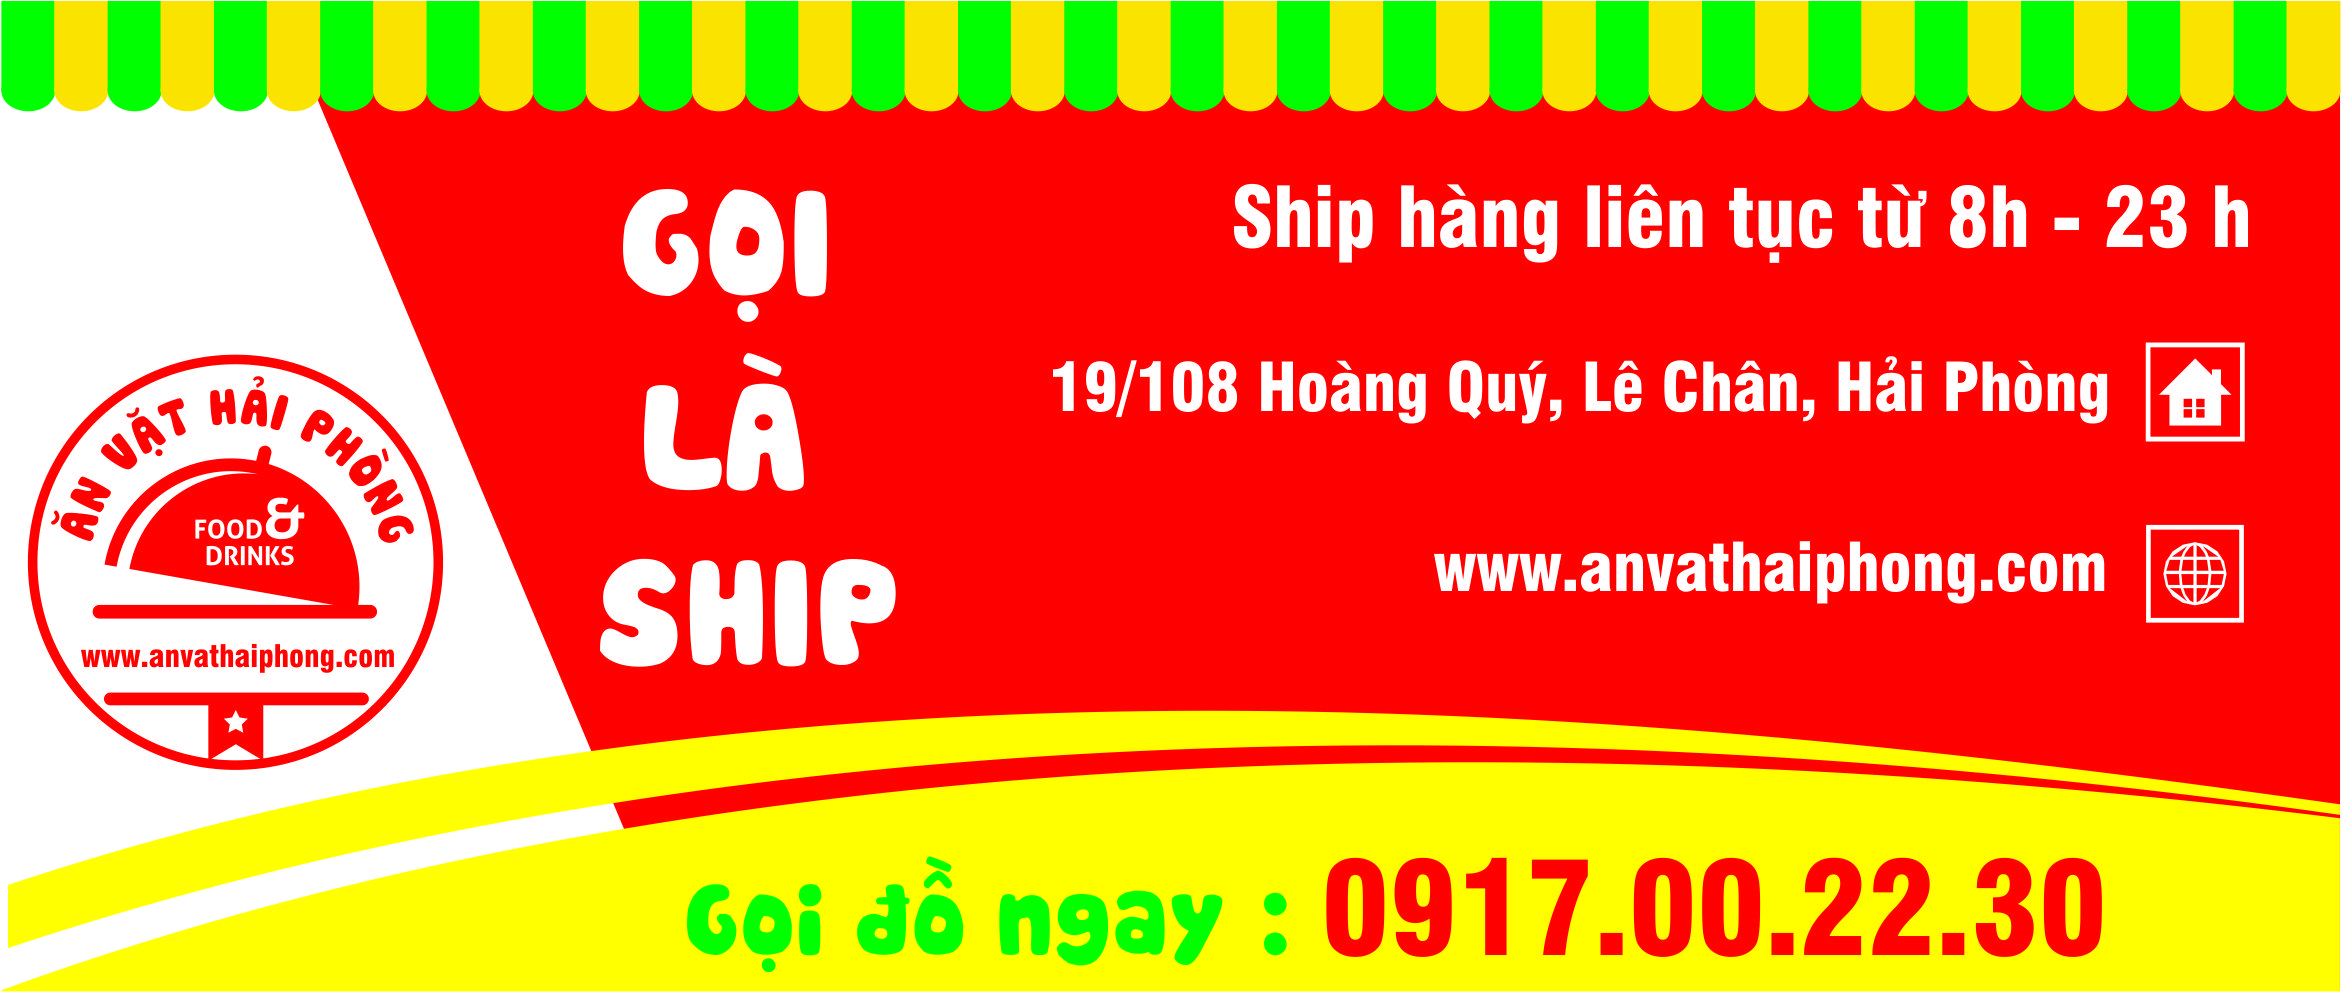 ĂN VẶT HẢI PHÒNG
FOOD &
DRINKS
www.anvathaiphong.com
GỌI
LÀ
SHIP
Ship hàng liên tục từ 8h - 23 h
19/108 Hoàng Quý, Lê Chân, Hải Phòng
www.anvathaiphong.com
Gọi đồ ngay : 0917.00.22.30